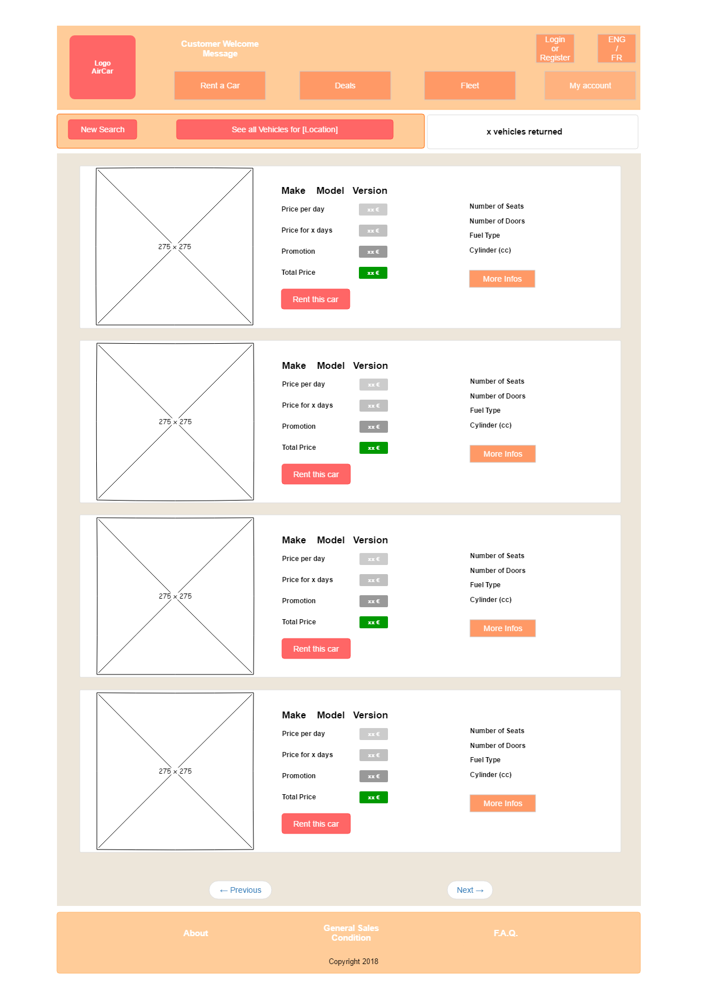 Logo
AirCar
Customer Welcome
Message
Login
or
Register
ENG
/
FR
Rent a Car
Deals
Fleet
My account
New Search
See all Vehicles for [Location]
x vehicles returned
275 × 275
Make Model Version
Price per day xx €
Price for x days xx €
Promotion xx €
Total Price xx €
Rent this car
Number of Seats
Number of Doors
Fuel Type
Cylinder (cc)
More Infos
275 × 275
Make Model Version
Price per day xx €
Price for x days xx €
Promotion xx €
Total Price xx €
Rent this car
Number of Seats
Number of Doors
Fuel Type
Cylinder (cc)
More Infos
275 × 275
Make Model Version
Price per day xx €
Price for x days xx €
Promotion xx €
Total Price xx €
Rent this car
Number of Seats
Number of Doors
Fuel Type
Cylinder (cc)
More Infos
275 × 275
Make Model Version
Price per day xx €
Price for x days xx €
Promotion xx €
Total Price xx €
Rent this car
Number of Seats
Number of Doors
Fuel Type
Cylinder (cc)
More Infos
← Previous
Next →
About
General Sales
Condition
F.A.Q.
Copyright 2018